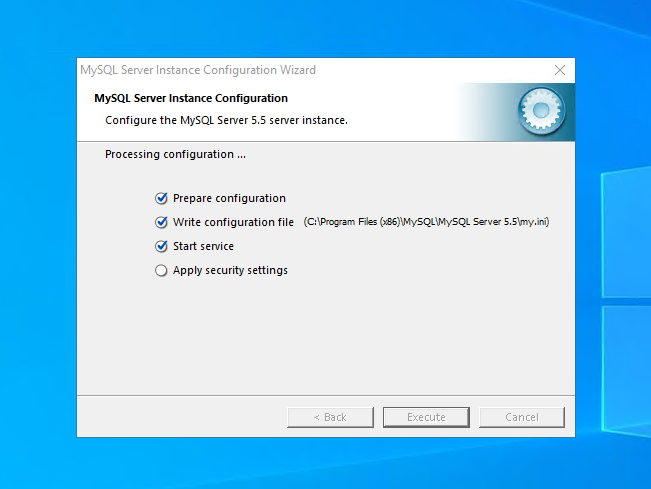 MySQL Server Instance Configuration Wizard
MySQL Server Instance Configuration
Configure the MySQL Server 5.5 server instance.
Processing configuration ...
Prepare configuration
Write configuration file (C:\Program Files (x86)\MySQL\MySQL Server 5.5\my.ini)
Start service
Apply security settings
< Back Execute Cancel